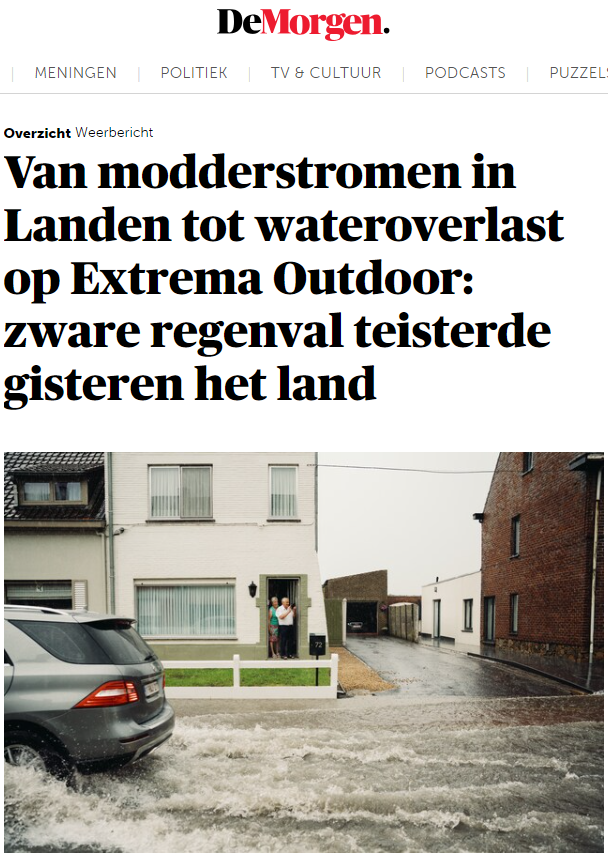 DeMorgen.
MENINGEN POLITIEK TV & CULTUUR PODCASTS PUZZELS
Overzicht Weerbericht
Van modderstromen in
Landen tot wateroverlast
op Extrema Outdoor:
zware regenval teisterde
gisteren het land
72